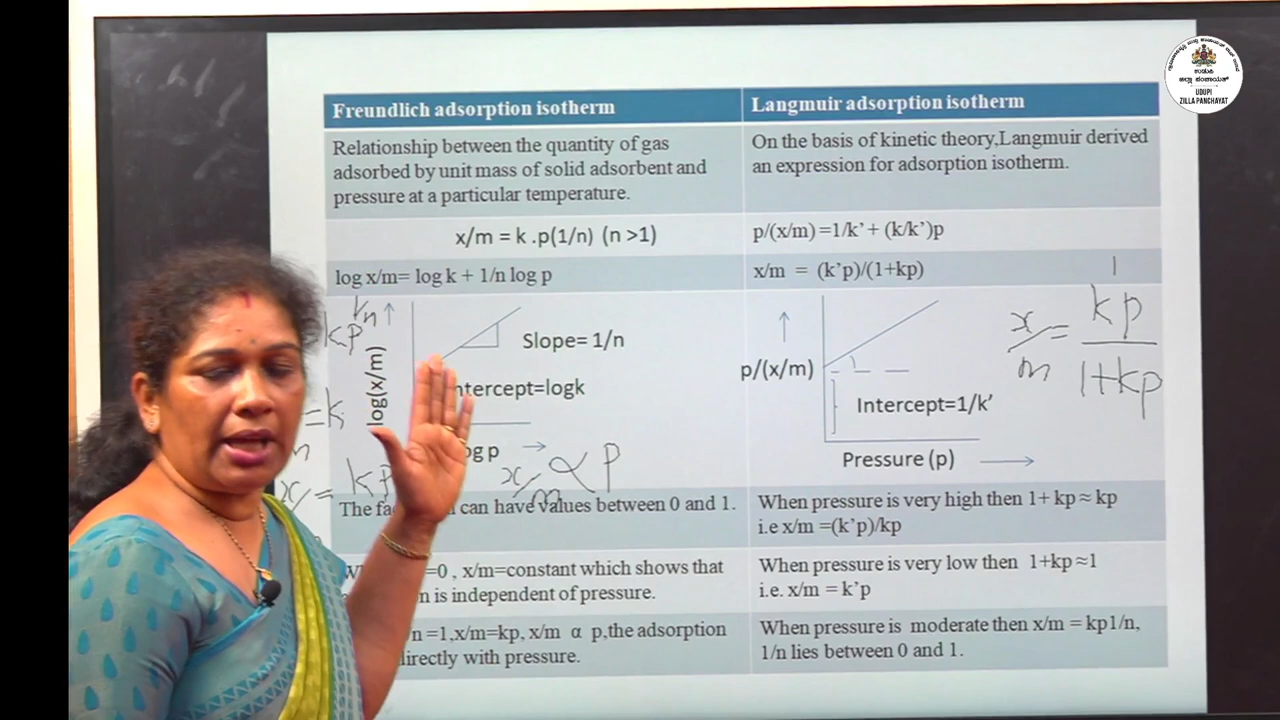 ಉಡುಪಿ
ಜಿಲ್ಲಾ ಪಂಚಾಯತ್
UDUPI
ZILLA PANCHAYAT
Freundlich adsorption isotherm
Langmuir adsorption isotherm
Relationship between the quantity of gas
adsorbed by unit mass of solid adsorbent and
pressure at a particular temperature.
On the basis of kinetic theory,Langmuir derived
an expression for adsorption isotherm.
x/m = k .p(1/n) (n >1)
p/(x/m) =1/k’ + (k/k’)p
log x/m= log k + 1/n log p
x/m = (k’p)/(1+kp)
kp 1/n
log(x/m)
Slope= 1/n
ntercept=logk
og p
=k
x/ = kp
x/m ∝ p
p/(x/m)
Intercept=1/k’
Pressure (p)
x/m = kp/1+kp
The can have values between 0 and 1.
When pressure is very high then 1+ kp ≈ kp
i.e x/m =(k’p)/kp
=0 , x/m=constant which shows that
n is independent of pressure.
When pressure is very low then 1+kp ≈1
i.e. x/m = k’p
n =1,x/m=kp, x/m α p,the adsorption
irectly with pressure.
When pressure is moderate then x/m = kp1/n,
1/n lies between 0 and 1.